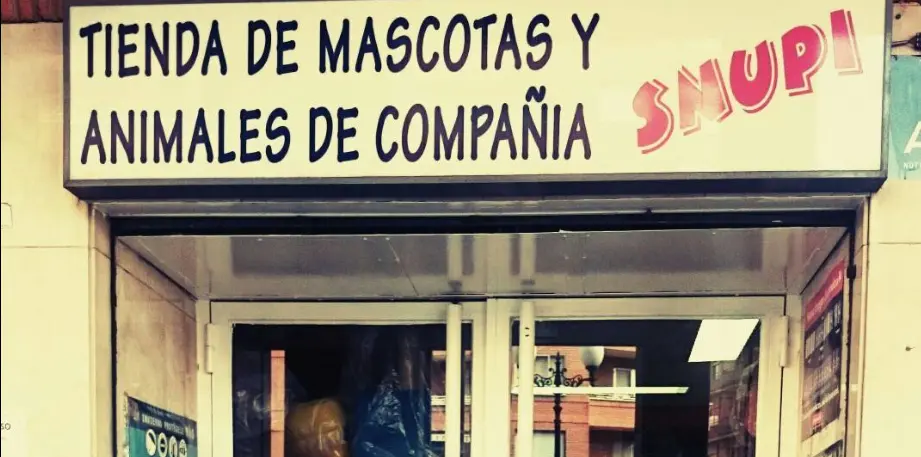 TIENDA DE MASCOTAS Y
ANIMALES DE COMPAÑIA
SNUPI